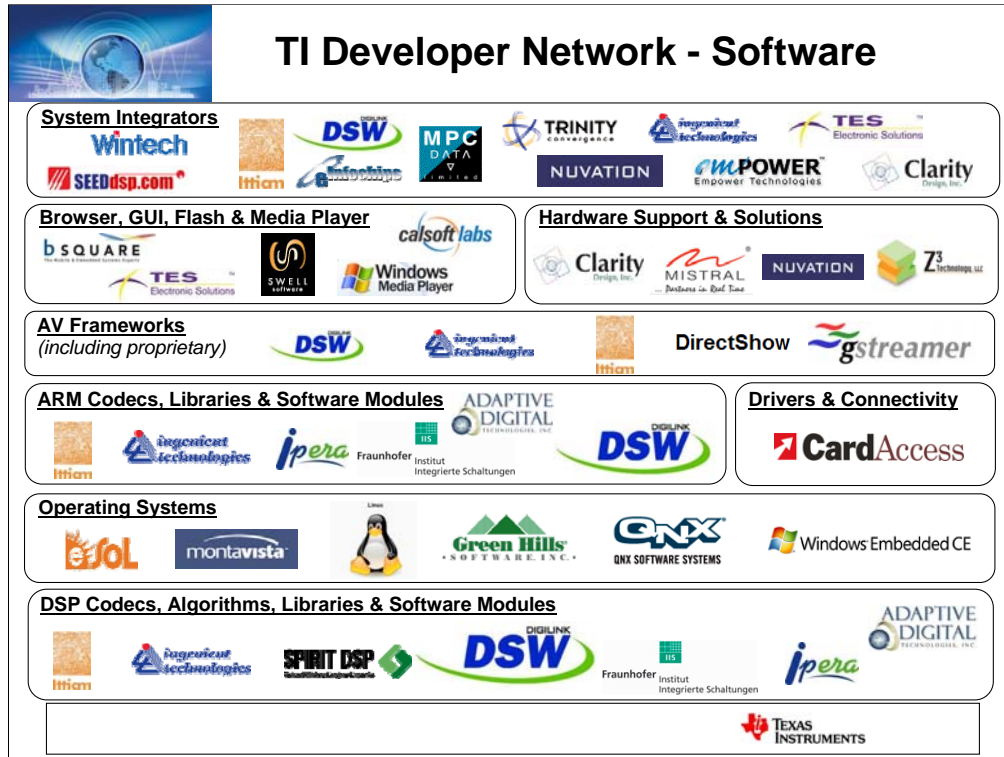 TI Developer Network - Software
System Integrators
Wintech
SEEDdsp.com
Ittiam
DIGILINK
DSW
eInfochips
MPC
DATA
limited
TRINITY
convergence
ingenient
technologies
TES
Electronic Solutions
NUVATION
emPOWER™
Empower Technologies
Clarity
Design, Inc.
Browser, GUI, Flash & Media Player
bSQUARE
TES
Electronic Solutions
SWELL
software
calsoft labs
Windows
Media Player
Hardware Support & Solutions
Clarity
Design, Inc.
MISTRAL®
... Partners in Real Time
NUVATION
Z3
Technology, LLC
AV Frameworks
(including proprietary)
DIGILINK
DSW
ingenient
technologies
Ittiam
DirectShow
gstreamer
ARM Codecs, Libraries & Software Modules
Ittiam
ingenient
technologies
ipera
IIS
Fraunhofer Institut
Integrierte Schaltungen
ADAPTIVE
DIGITAL
TECHNOLOGIES, INC.
DIGILINK
DSW
Drivers & Connectivity
CardAccess
Operating Systems
eSOL
montavista
Linux
Green Hills®
SOFTWARE, INC.
QNX®
QNX SOFTWARE SYSTEMS
Windows Embedded CE
DSP Codecs, Algorithms, Libraries & Software Modules
Ittiam
ingenient
technologies
SPIRIT DSP
DIGILINK
DSW
IIS
Fraunhofer Institut
Integrierte Schaltungen
ipera
ADAPTIVE
DIGITAL
TECHNOLOGIES, INC.
TEXAS
INSTRUMENTS